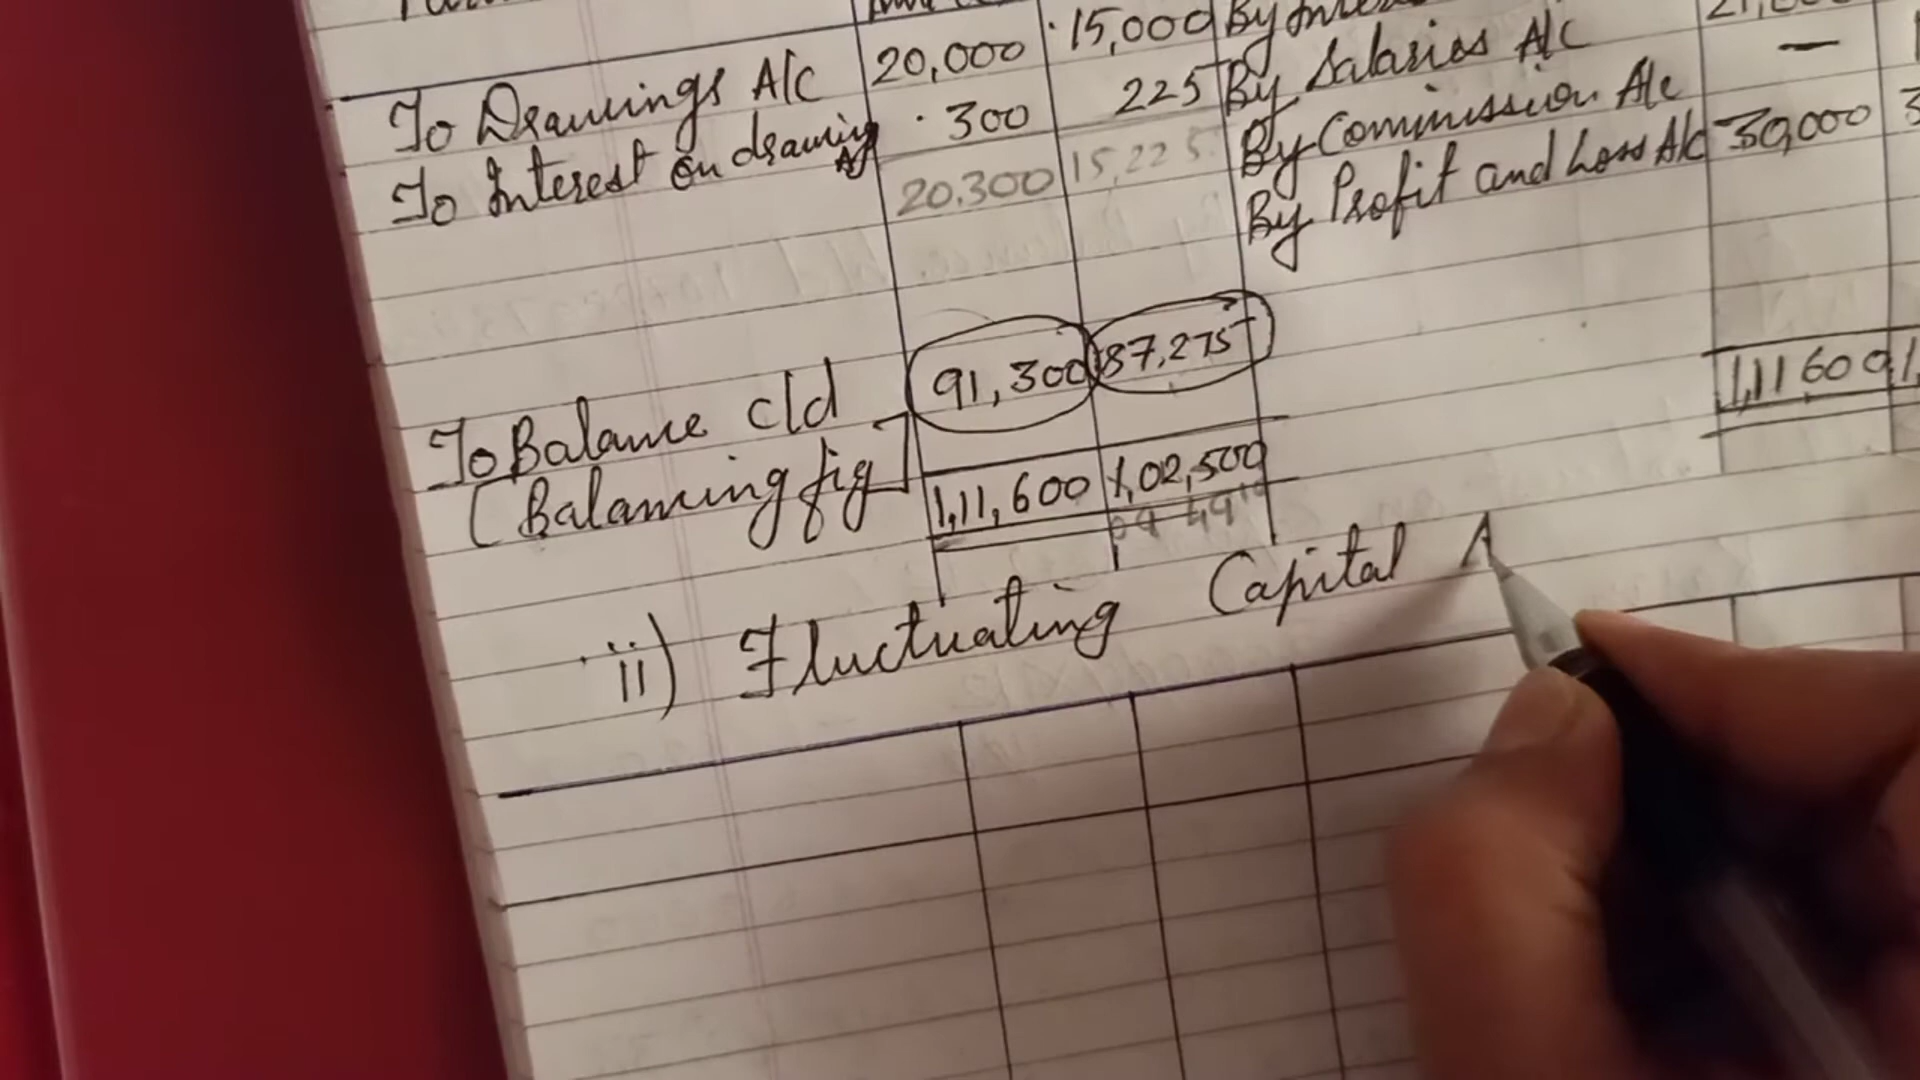 15,000 By
To Drawings A/C 20,000 225 By Salaries A/c —
To Interest on drawing · 300 15,225 By Commission A/c 30,000
20,300 By Profit and Loss A/c
To Balance c/d 91,300 87,275 1,11,600
[Balancing fig] 1,11,600 1,02,500
ii) Fluctuating Capital A